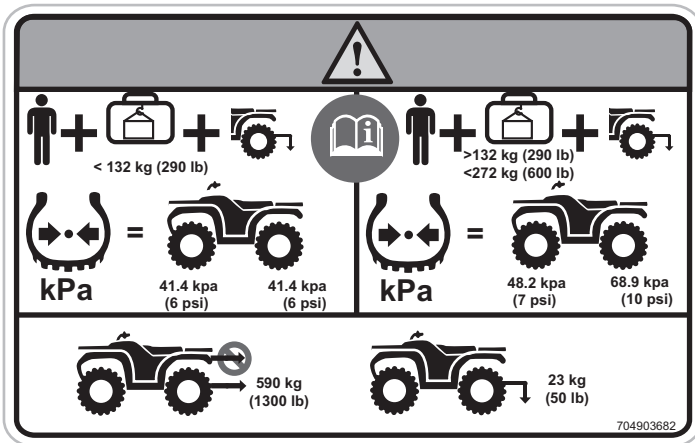 < 132 kg (290 lb)
kPa
=
41.4 kpa
(6 psi)
41.4 kpa
(6 psi)
>132 kg (290 lb)
<272 kg (600 lb)
kPa
=
48.2 kpa
(7 psi)
68.9 kpa
(10 psi)
590 kg
(1300 lb)
23 kg
(50 lb)
704903682